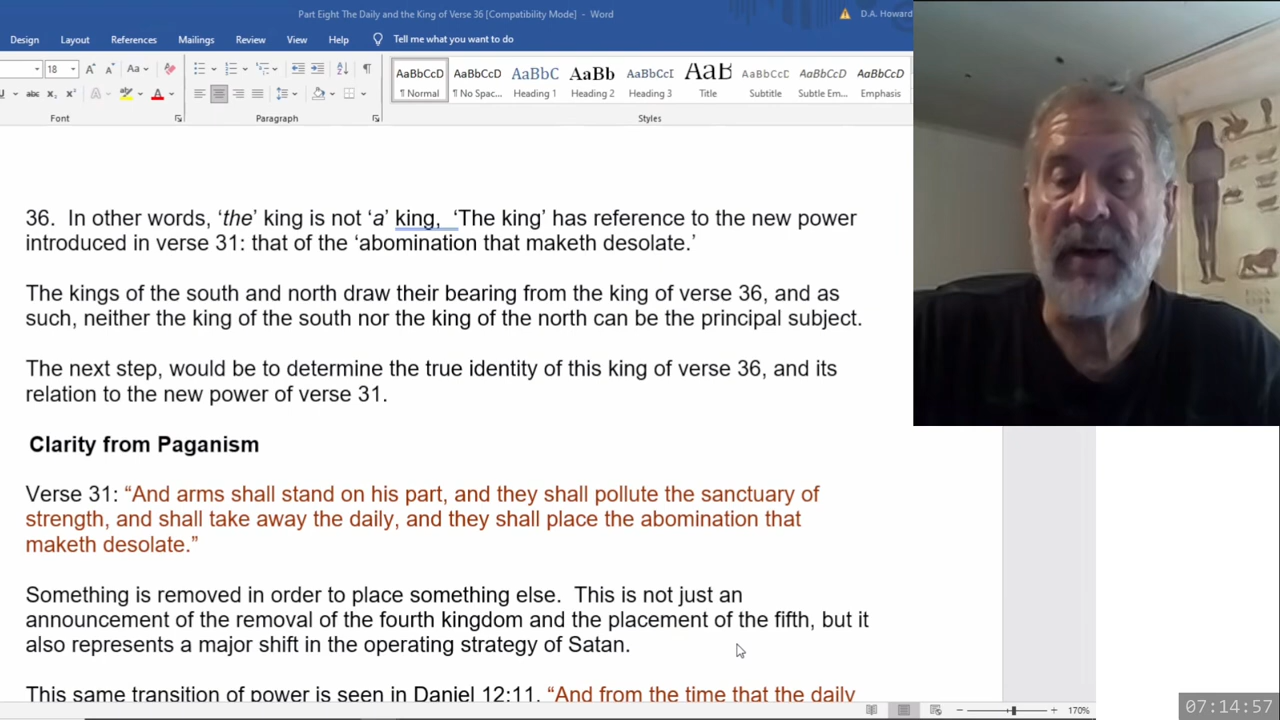 Part Eight The Daily and the King of Verse 36 [Compatibility Mode] - Word
D.A. Howard
Design Layout References Mailings Review View Help Tell me what you want to do
18
Aa
abc x₂ x²
A
AaBbCcD AaBbCcD AaBbC AaBb AaBbCcI AaB AaBbCcD AaBbCcD AaBbCcD
¶ Normal ¶ No Spac... Heading 1 Heading 2 Heading 3 Title Subtitle Subtle Em... Emphasis
Font Paragraph Styles
36. In other words, ‘the’ king is not ‘a’ king, ‘The king’ has reference to the new power
introduced in verse 31: that of the ‘abomination that maketh desolate.’
The kings of the south and north draw their bearing from the king of verse 36, and as
such, neither the king of the south nor the king of the north can be the principal subject.
The next step, would be to determine the true identity of this king of verse 36, and its
relation to the new power of verse 31.
Clarity from Paganism
Verse 31: “And arms shall stand on his part, and they shall pollute the sanctuary of
strength, and shall take away the daily, and they shall place the abomination that
maketh desolate.”
Something is removed in order to place something else. This is not just an
announcement of the removal of the fourth kingdom and the placement of the fifth, but it
also represents a major shift in the operating strategy of Satan.
This same transition of power is seen in Daniel 12:11. “And from the time that the daily
170%
07:14:57